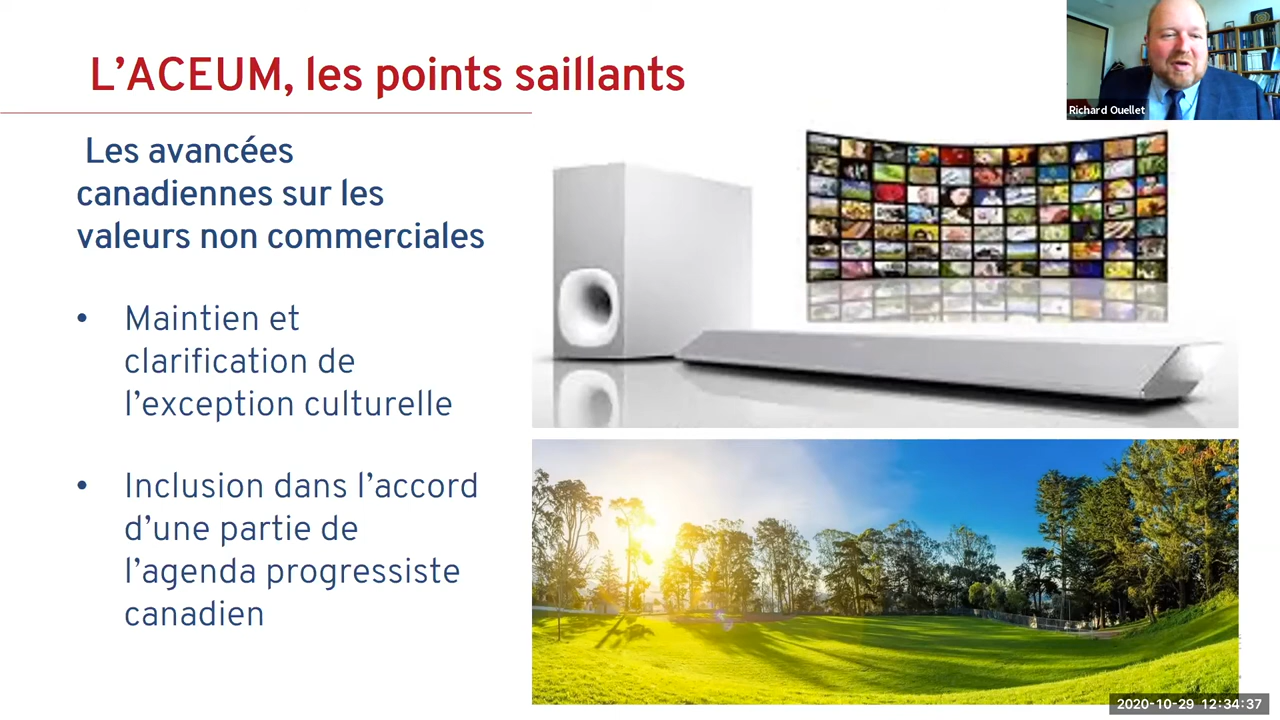 L'ACEUM, les points saillants
Richard Ouellet
Les avancées
canadiennes sur les
valeurs non commerciales
• Maintien et
clarification de
l'exception culturelle
• Inclusion dans l'accord
d'une partie de
l'agenda progressiste
canadien
2020-10-29 12:34:37